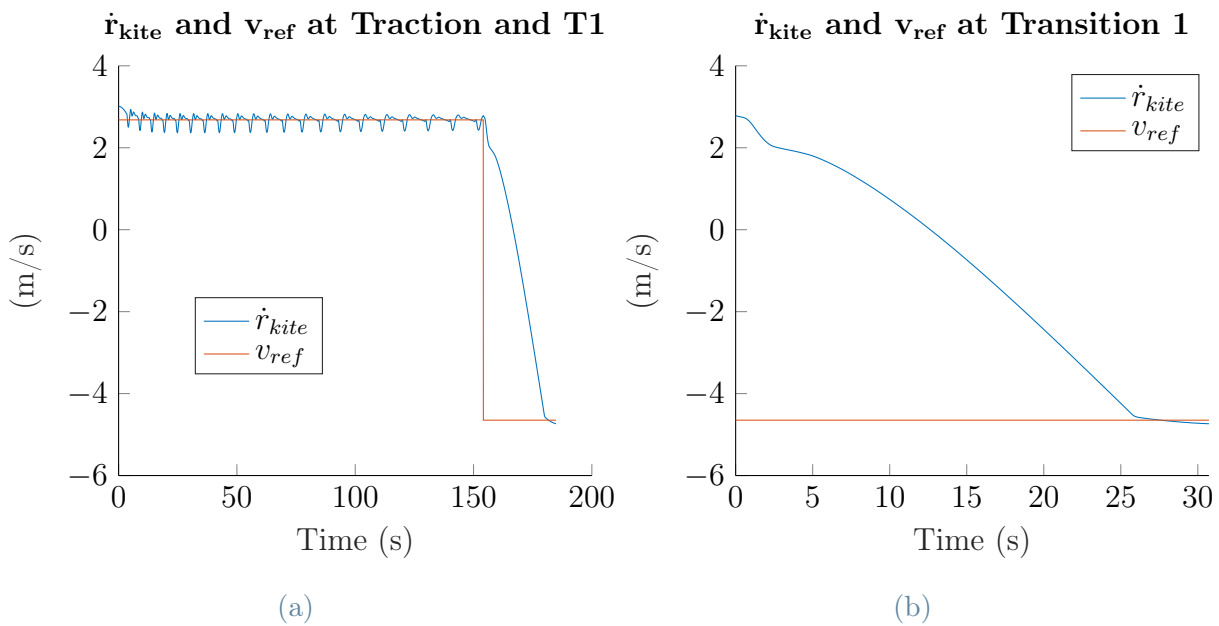 ṙkite and vref at Traction and T1
4
2
0
−2
−4
−6
(m/s)
ṙkite
vref
0
50
100
150
200
Time (s)
(a)
ṙkite and vref at Transition 1
4
2
0
−2
−4
−6
(m/s)
ṙkite
vref
0
5
10
15
20
25
30
Time (s)
(b)